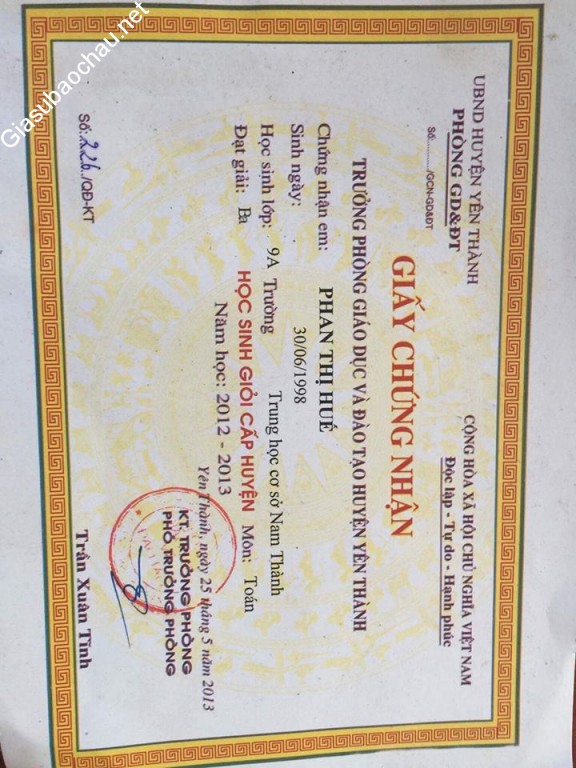 Giasubaochau.net
UBND HUYỆN YÊN THÀNH
PHÒNG GD&ĐT
Số:............/GCN-GD&ĐT
CỘNG HÒA XÃ HỘI CHỦ NGHĨA VIỆT NAM
Độc lập - Tự do - Hạnh phúc
GIẤY CHỨNG NHẬN
TRƯỞNG PHÒNG GIÁO DỤC VÀ ĐÀO TẠO HUYỆN YÊN THÀNH
Chứng nhận em: PHAN THỊ HUẾ
Sinh ngày: 30/06/1998
Học sinh lớp: 9A Trường Trung học cơ sở Nam Thành
Đạt giải: Ba HỌC SINH GIỎI CẤP HUYỆN Môn: Toán
Năm học: 2012 - 2013
Yên Thành, ngày 25 tháng 5 năm 2013
KT. TRƯỞNG PHÒNG
PHÓ TRƯỞNG PHÒNG
Số: 226./QĐ-KT
Trần Xuân Tĩnh